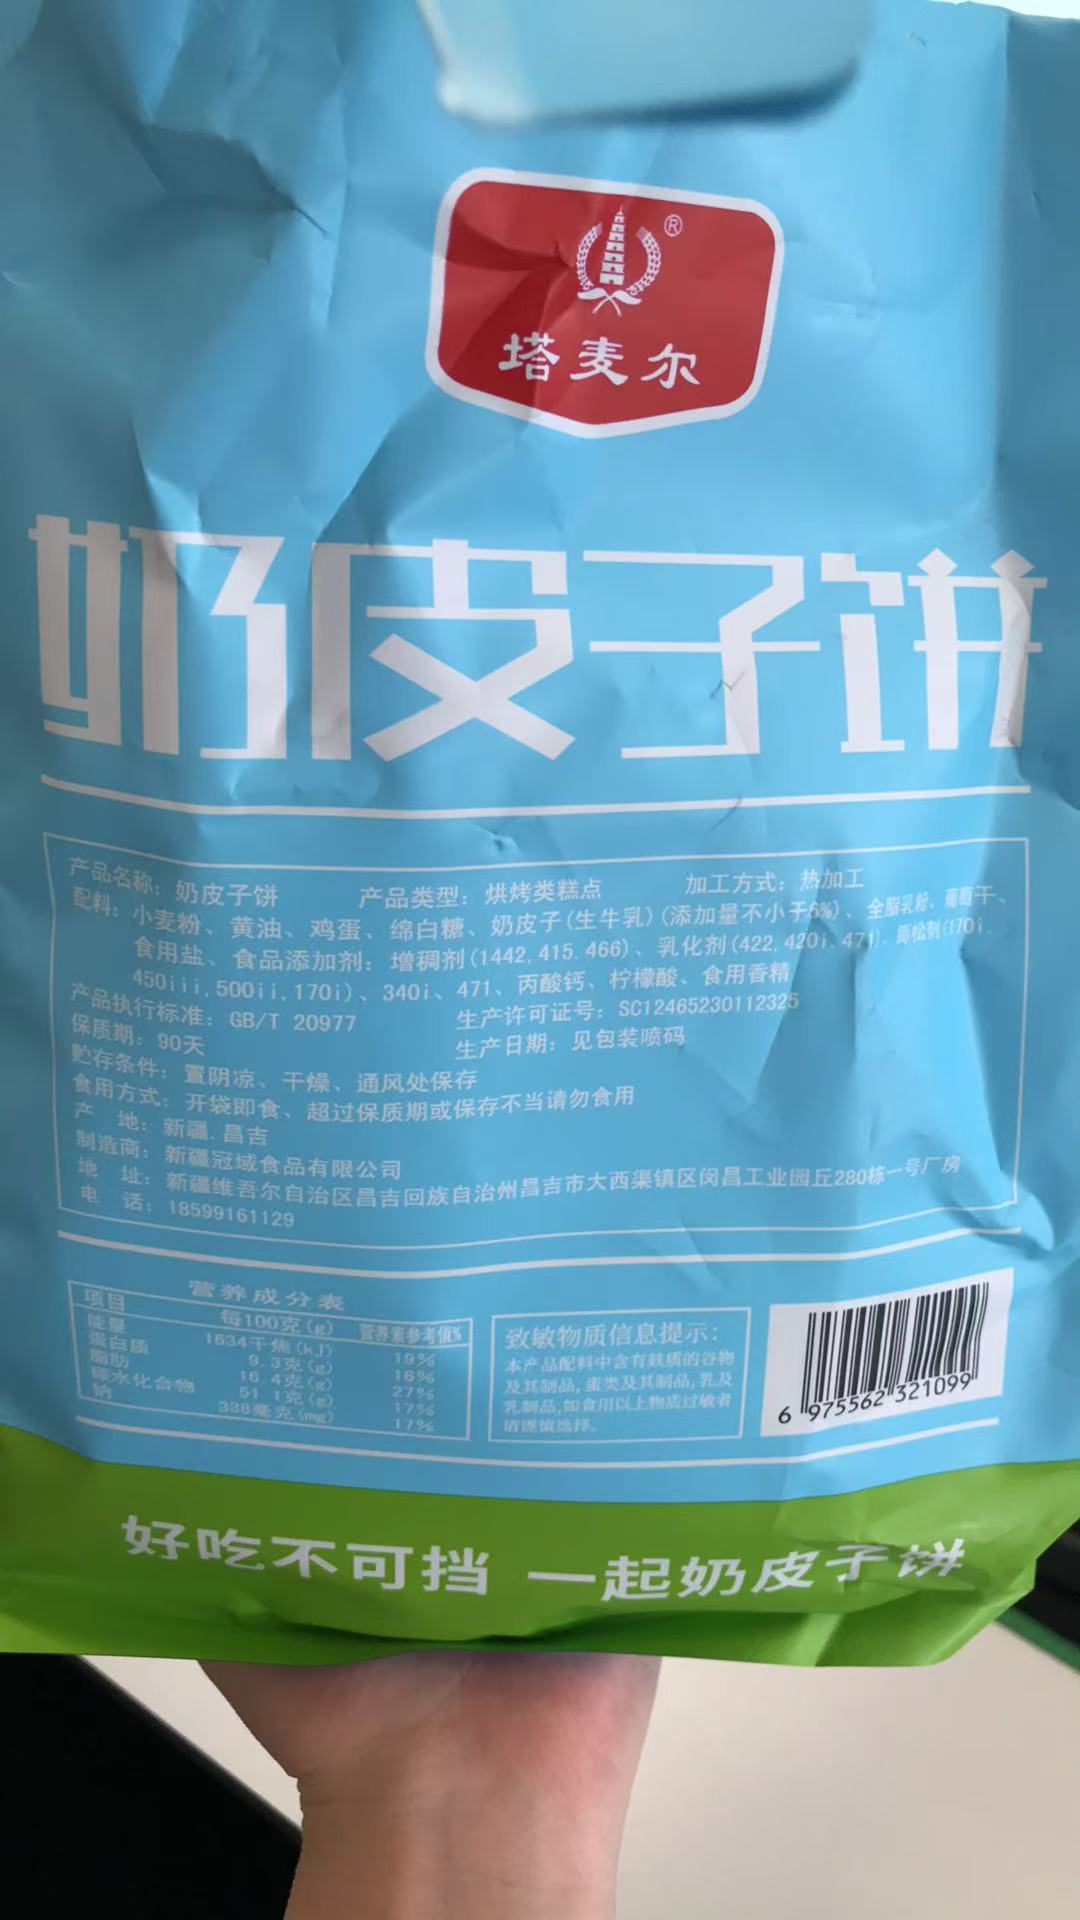 ®
塔麦尔
奶皮子饼
产品名称：奶皮子饼 产品类型：烘烤类糕点 加工方式：热加工
配料：小麦粉、黄油、鸡蛋、绵白糖、奶皮子(生牛乳)(添加量不小于6%)、全脂乳粉、葡萄干、
食用盐、食品添加剂：增稠剂(1442,415,466)、乳化剂(422,420i,471)、膨松剂(170i,
450iii,500ii,170i)、340i、471、丙酸钙、柠檬酸、食用香精
产品执行标准：GB/T 20977 生产许可证号：SC12465230112325
保质期：90天 生产日期：见包装喷码
贮存条件：置阴凉、干燥、通风处保存
食用方式：开袋即食、超过保质期或保存不当请勿食用
产 地：新疆.昌吉
制造商：新疆冠域食品有限公司
地 址：新疆维吾尔自治区昌吉回族自治州昌吉市大西渠镇区闵昌工业园丘280栋一号厂房
电 话：18599161129
营养成分表
项目 每100克(g) 营养素参考值%
能量 1634千焦(kJ) 19%
蛋白质 9.3克(g) 16%
脂肪 16.4克(g) 27%
碳水化合物 51.1克(g) 17%
钠 338毫克(mg) 17%
致敏物质信息提示：
本产品配料中含有麸质的谷物
及其制品,蛋类及其制品,乳及
乳制品,如食用以上物质过敏者
请谨慎选择。
6 975562 321099
好吃不可挡 一起奶皮子饼